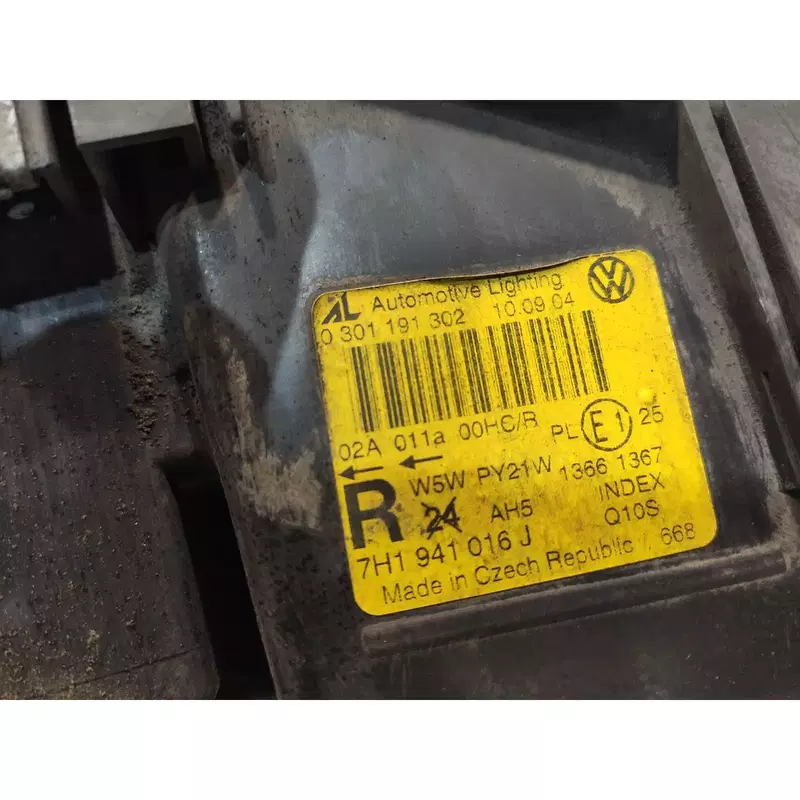 AL Automotive Lighting
0 301 191 302 10.09.04
02A 011a 00HC/R PL E1 25
W5W PY21W 1366 1367
R 24 AH5 INDEX
7H1 941 016 J Q10S
Made in Czech Republic 668